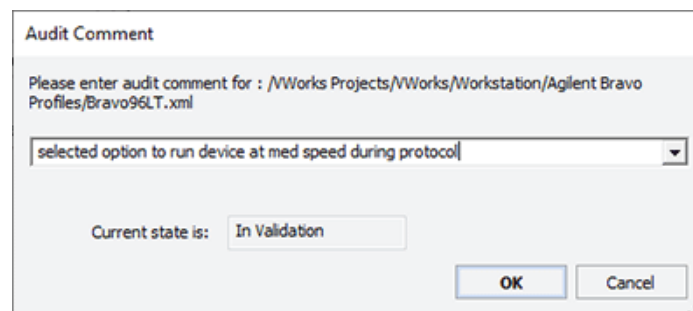 Audit Comment
Please enter audit comment for : /VWorks Projects/VWorks/Workstation/Agilent Bravo
Profiles/Bravo96LT.xml
selected option to run device at med speed during protocol
Current state is: In Validation
OK Cancel